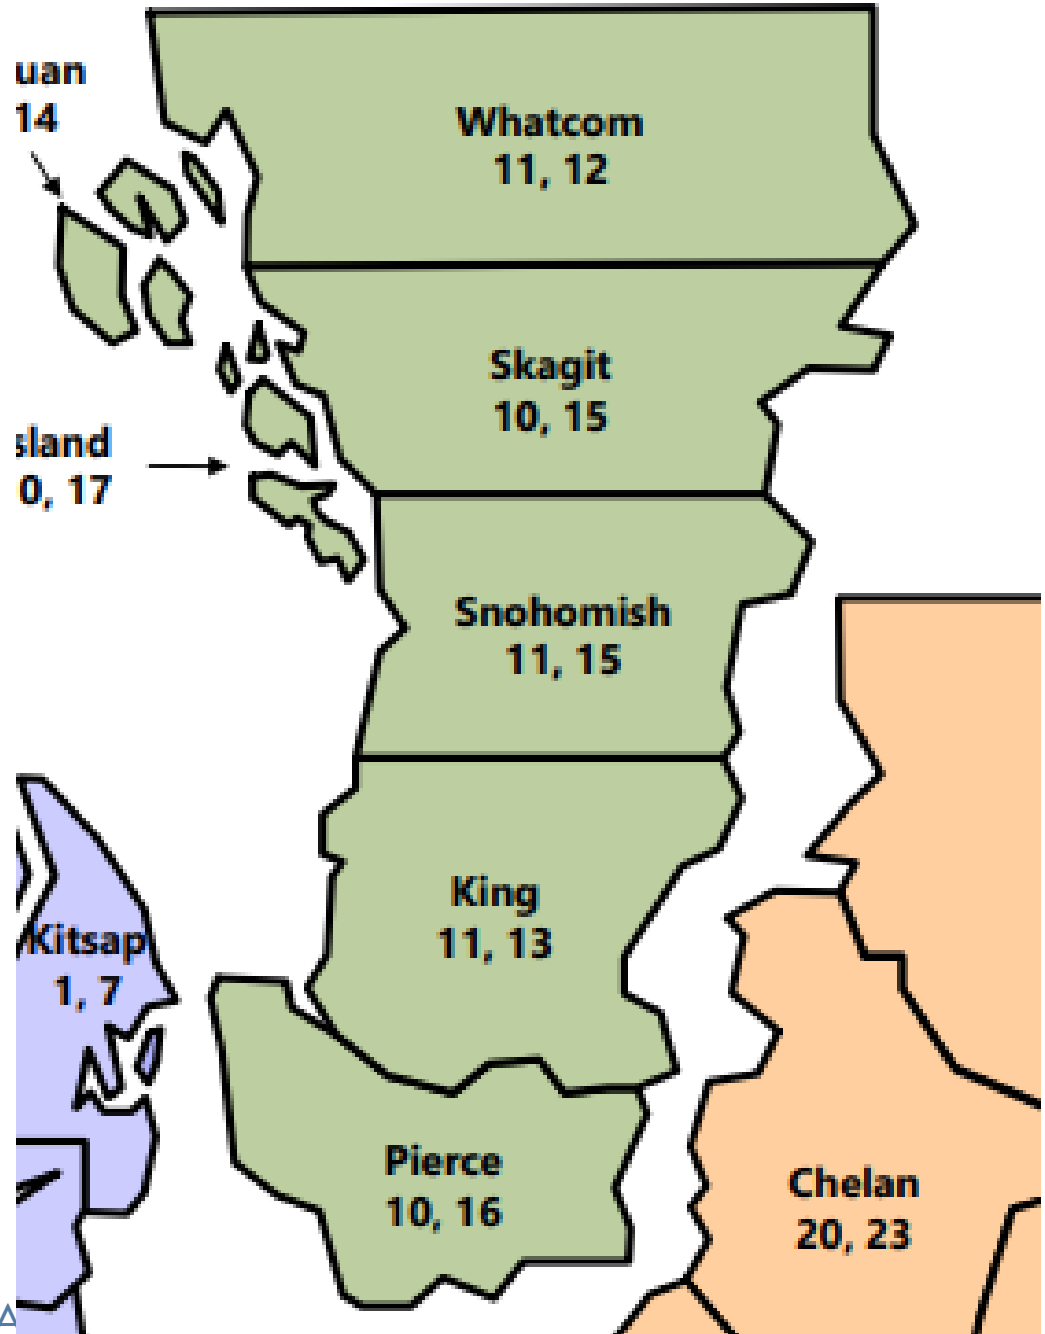 uan
14
Whatcom
11, 12
Skagit
10, 15
sland
0, 17
Snohomish
11, 15
King
11, 13
Kitsap
1, 7
Pierce
10, 16
Chelan
20, 23